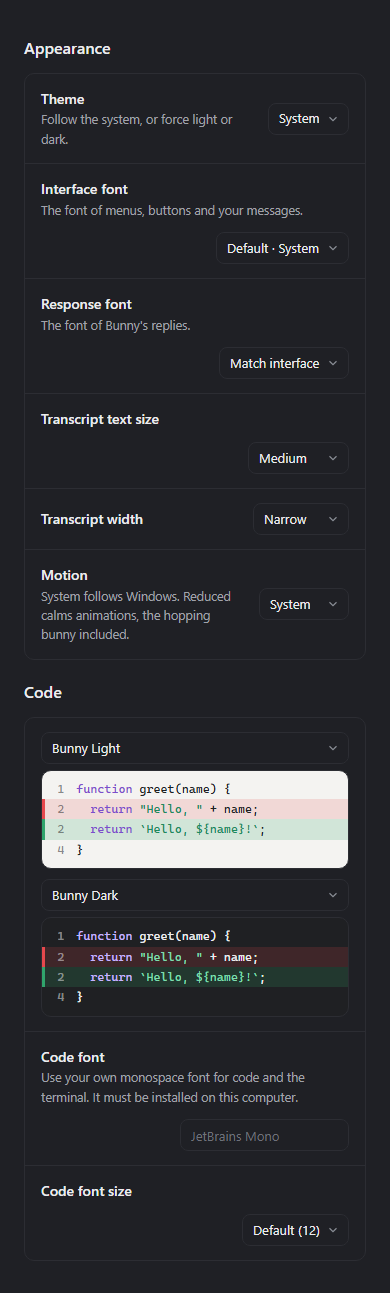 Appearance
Theme
Follow the system, or force light or
dark.
System
Interface font
The font of menus, buttons and your messages.
Default · System
Response font
The font of Bunny's replies.
Match interface
Transcript text size
Medium
Transcript width
Narrow
Motion
System follows Windows. Reduced
calms animations, the hopping
bunny included.
System
Code
Bunny Light
1 function greet(name) {
2   return "Hello, " + name;
2   return `Hello, ${name}!`;
4 }
Bunny Dark
1 function greet(name) {
2   return "Hello, " + name;
2   return `Hello, ${name}!`;
4 }
Code font
Use your own monospace font for code and the
terminal. It must be installed on this computer.
JetBrains Mono
Code font size
Default (12)